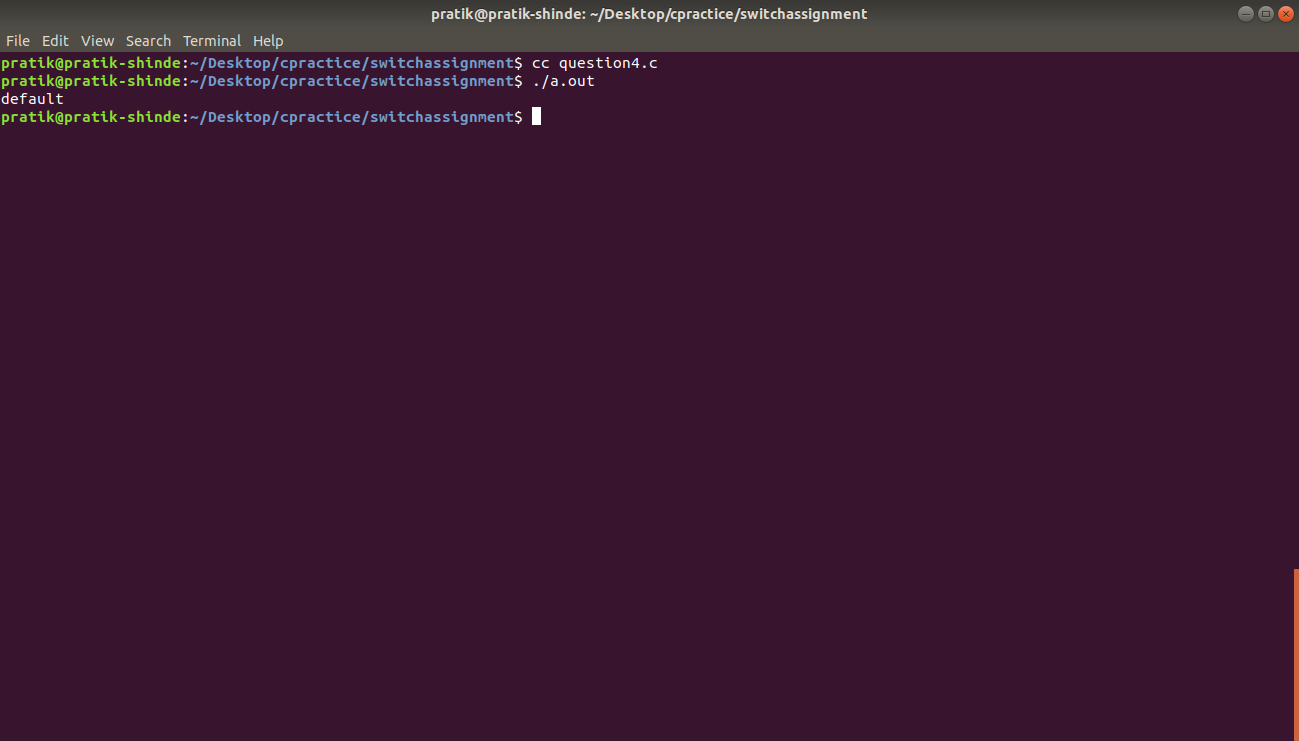 pratik@pratik-shinde: ~/Desktop/cpractice/switchassignment
File Edit View Search Terminal Help
pratik@pratik-shinde:~/Desktop/cpractice/switchassignment$ cc question4.c
pratik@pratik-shinde:~/Desktop/cpractice/switchassignment$ ./a.out
default
pratik@pratik-shinde:~/Desktop/cpractice/switchassignment$